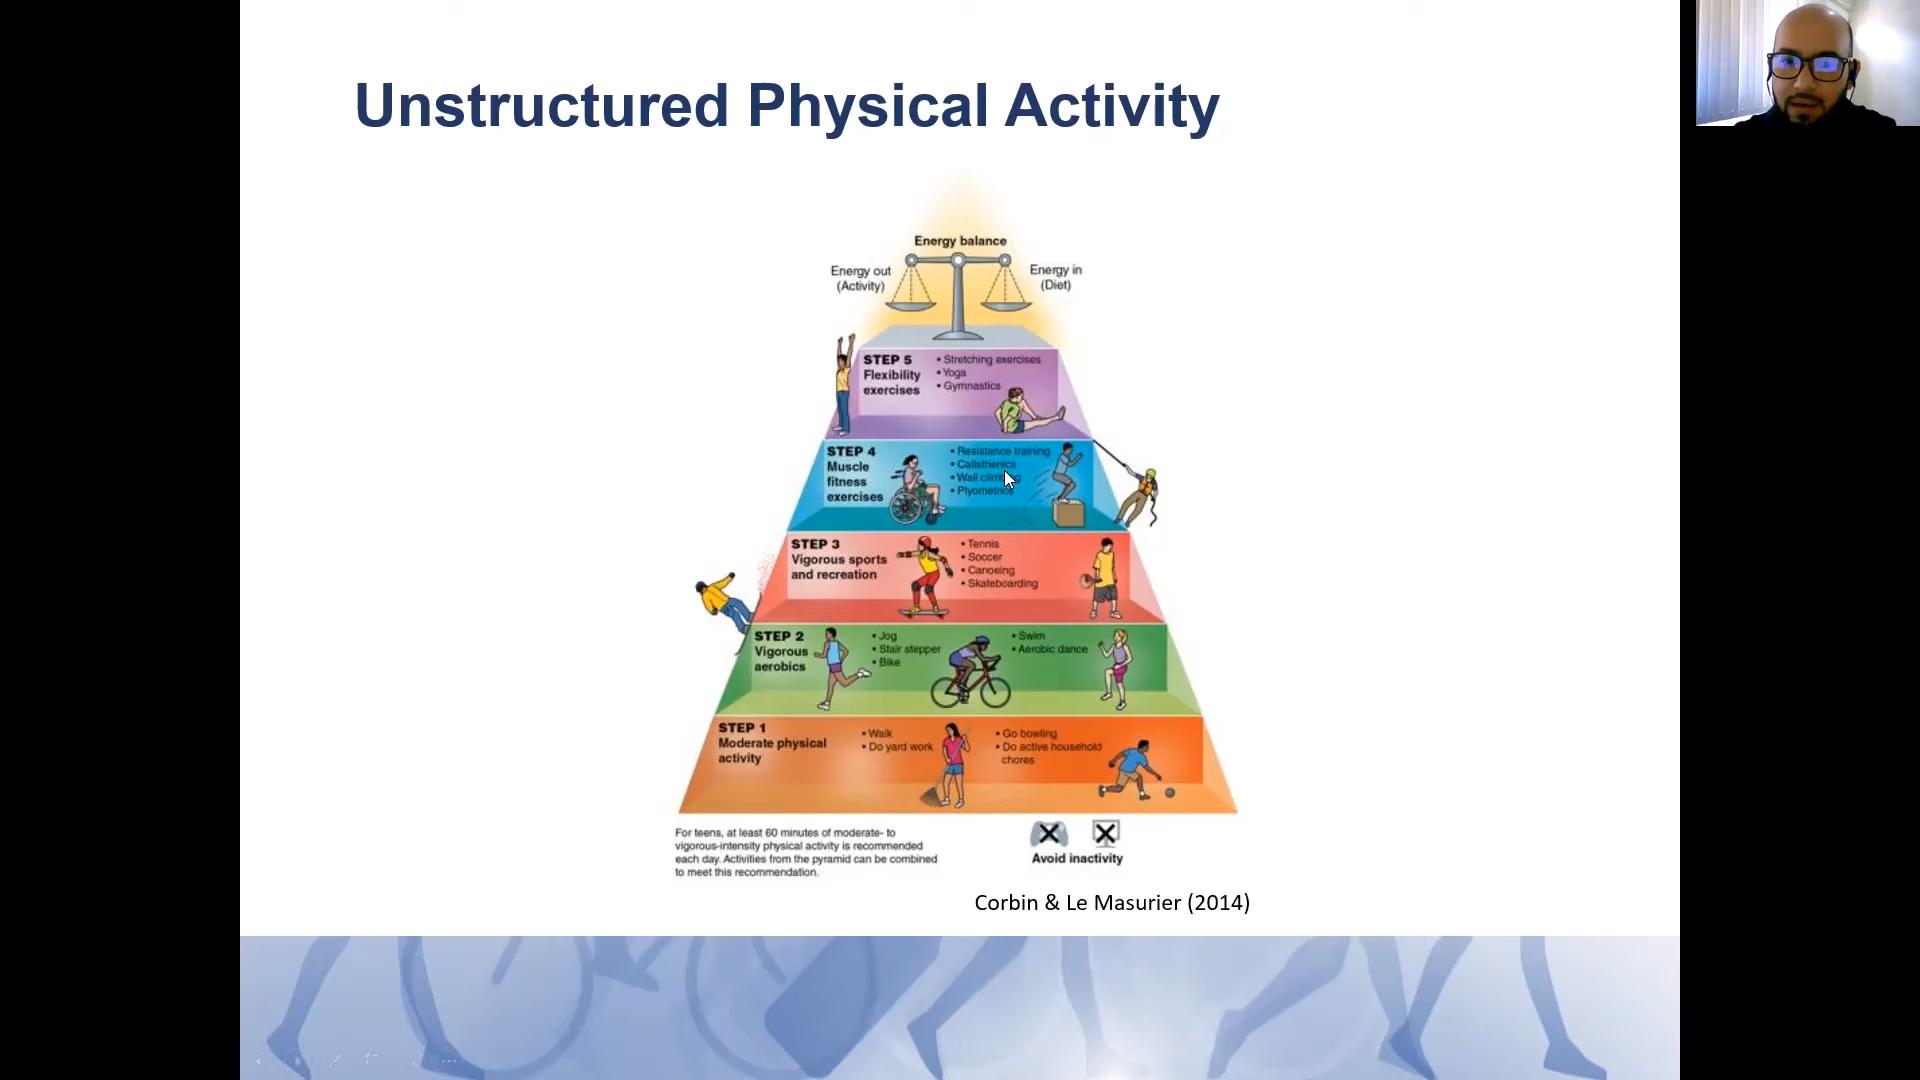 Unstructured Physical Activity
Energy balance
Energy out
(Activity)
Energy in
(Diet)
STEP 5
Flexibility
exercises
• Stretching exercises
• Yoga
• Gymnastics
STEP 4
Muscle
fitness
exercises
• Resistance training
• Calisthenics
• Wall climbing
• Plyometrics
STEP 3
Vigorous sports
and recreation
• Tennis
• Soccer
• Canoeing
• Skateboarding
STEP 2
Vigorous
aerobics
• Jog
• Stair stepper
• Bike
• Swim
• Aerobic dance
STEP 1
Moderate physical
activity
• Walk
• Do yard work
• Go bowling
• Do active household
chores
For teens, at least 60 minutes of moderate- to
vigorous-intensity physical activity is recommended
each day. Activities from the pyramid can be combined
to meet this recommendation.
Avoid inactivity
Corbin & Le Masurier (2014)